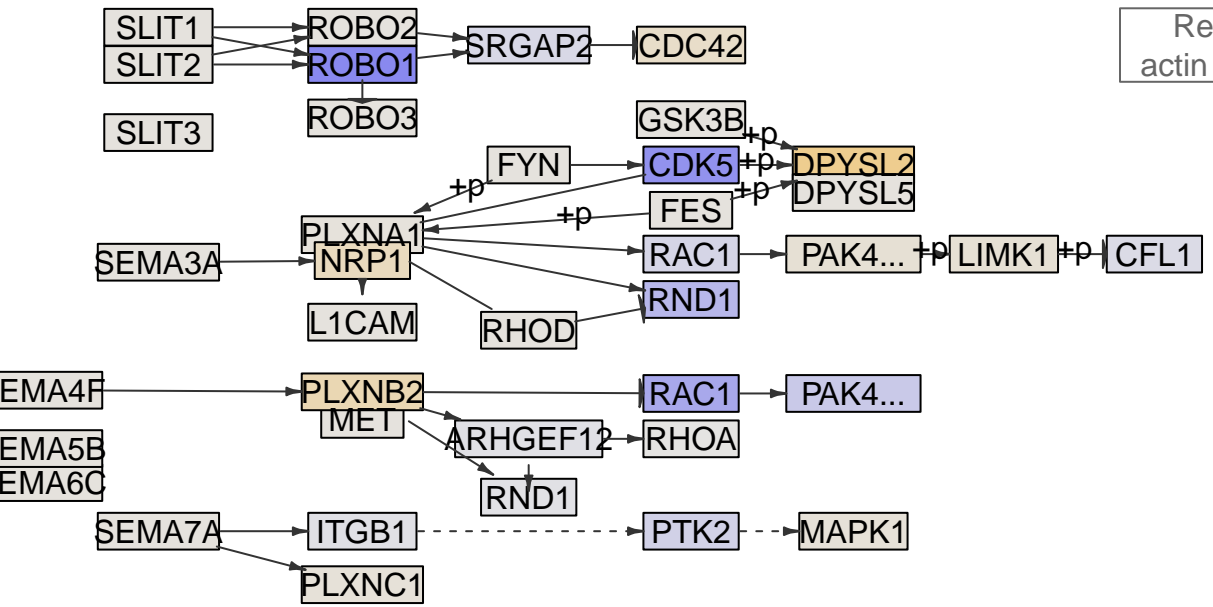 SLIT1
ROBO2
SRGAP2
CDC42
Re
actin
SLIT2
ROBO1
SLIT3
ROBO3
GSK3B
+p
FYN
CDK5
+p
DPYSL2
+p
+p
DPYSL5
FES
+p
PLXNA1
SEMA3A
NRP1
RAC1
PAK4...
+p
LIMK1
+p
CFL1
RND1
L1CAM
RHOD
EMA4F
PLXNB2
RAC1
PAK4...
MET
ARHGEF12
RHOA
EMA5B
EMA6C
RND1
SEMA7A
ITGB1
PTK2
MAPK1
PLXNC1